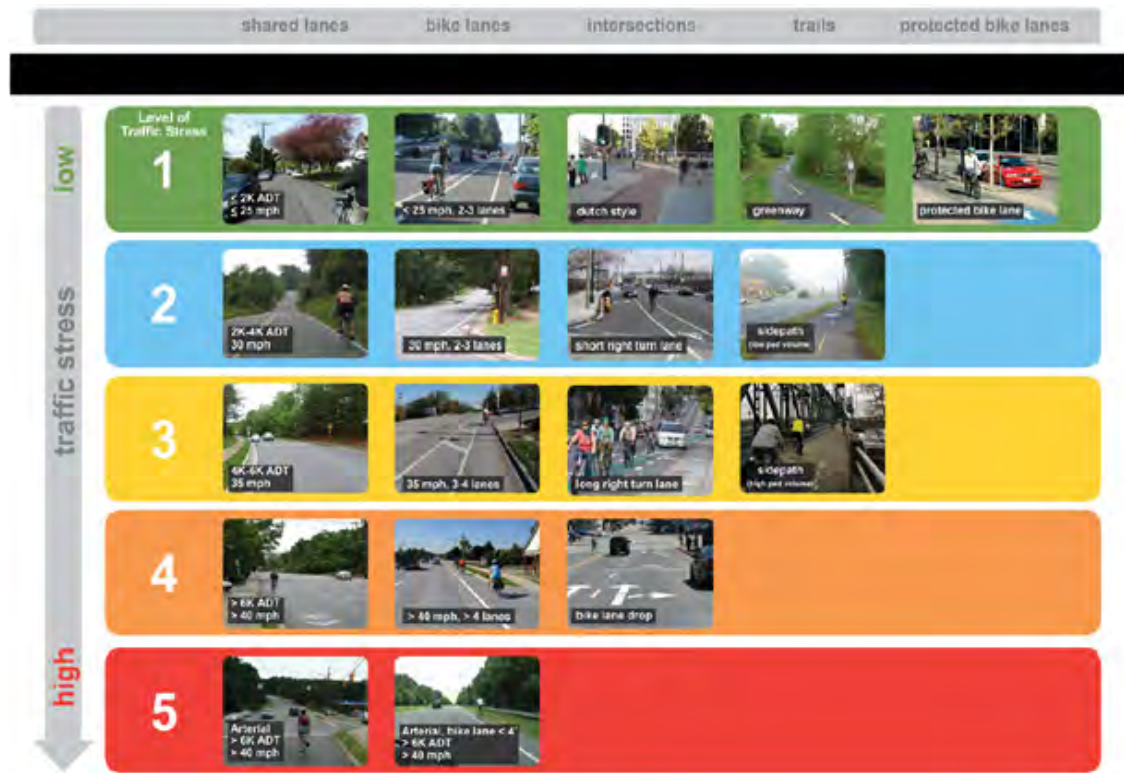 shared lanes bike lanes intersections trails protected bike lanes
low
traffic stress
high
Level of
Traffic Stress
1
≤ 2K ADT
≤ 25 mph
< 25 mph, 2-3 lanes
dutch style
greenway
protected bike lane
2
2K-4K ADT
30 mph
30 mph, 2-3 lanes
short right turn lane
sidepath
(low ped volume)
3
4K-6K ADT
35 mph
35 mph, 3-4 lanes
long right turn lane
sidepath
(high ped volume)
4
> 6K ADT
> 40 mph
> 40 mph, > 4 lanes
bike lane drop
5
Arterial
> 6K ADT
> 40 mph
Arterial, bike lane < 4'
> 6K ADT
> 40 mph